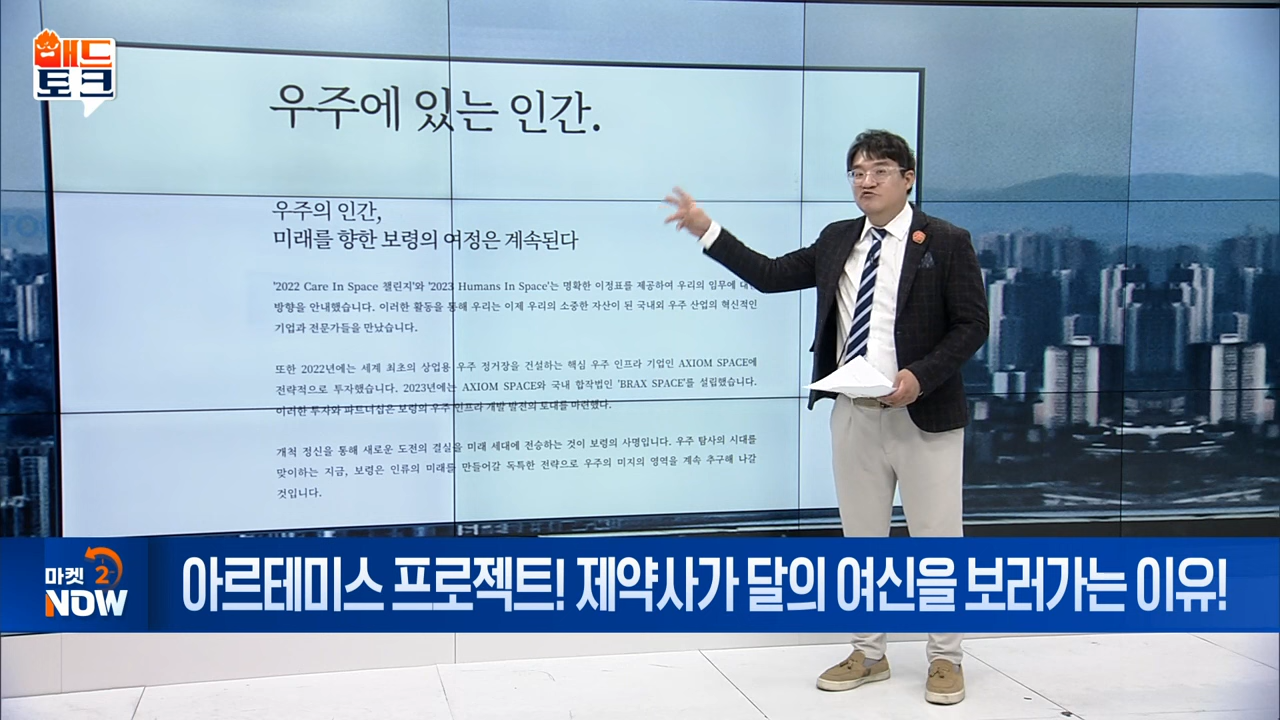 매드
토크
우주에 있는 인간.
우주의 인간,
미래를 향한 보령의 여정은 계속된다
'2022 Care In Space 챌린지'와 '2023 Humans In Space'는 명확한 이정표를 제공하여 우리의 임무에 대한
방향을 안내했습니다. 이러한 활동을 통해 우리는 이제 우리의 소중한 자산이 된 국내외 우주 산업의 혁신적인
기업과 전문가들을 만났습니다.
또한 2022년에는 세계 최초의 상업용 우주 정거장을 건설하는 핵심 우주 인프라 기업인 AXIOM SPACE에
전략적으로 투자했습니다. 2023년에는 AXIOM SPACE와 국내 합작법인 'BRAX SPACE'를 설립했습니다.
이러한 투자와 파트너십은 보령의 우주 인프라 개발 발전의 토대를 마련했다.
개척 정신을 통해 새로운 도전의 결실을 미래 세대에 전승하는 것이 보령의 사명입니다. 우주 탐사의 시대를
맞이하는 지금, 보령은 인류의 미래를 만들어갈 독특한 전략으로 우주의 미지의 영역을 계속 추구해 나갈
것입니다.
마켓 2
NOW
아르테미스 프로젝트! 제약사가 달의 여신을 보러가는 이유!